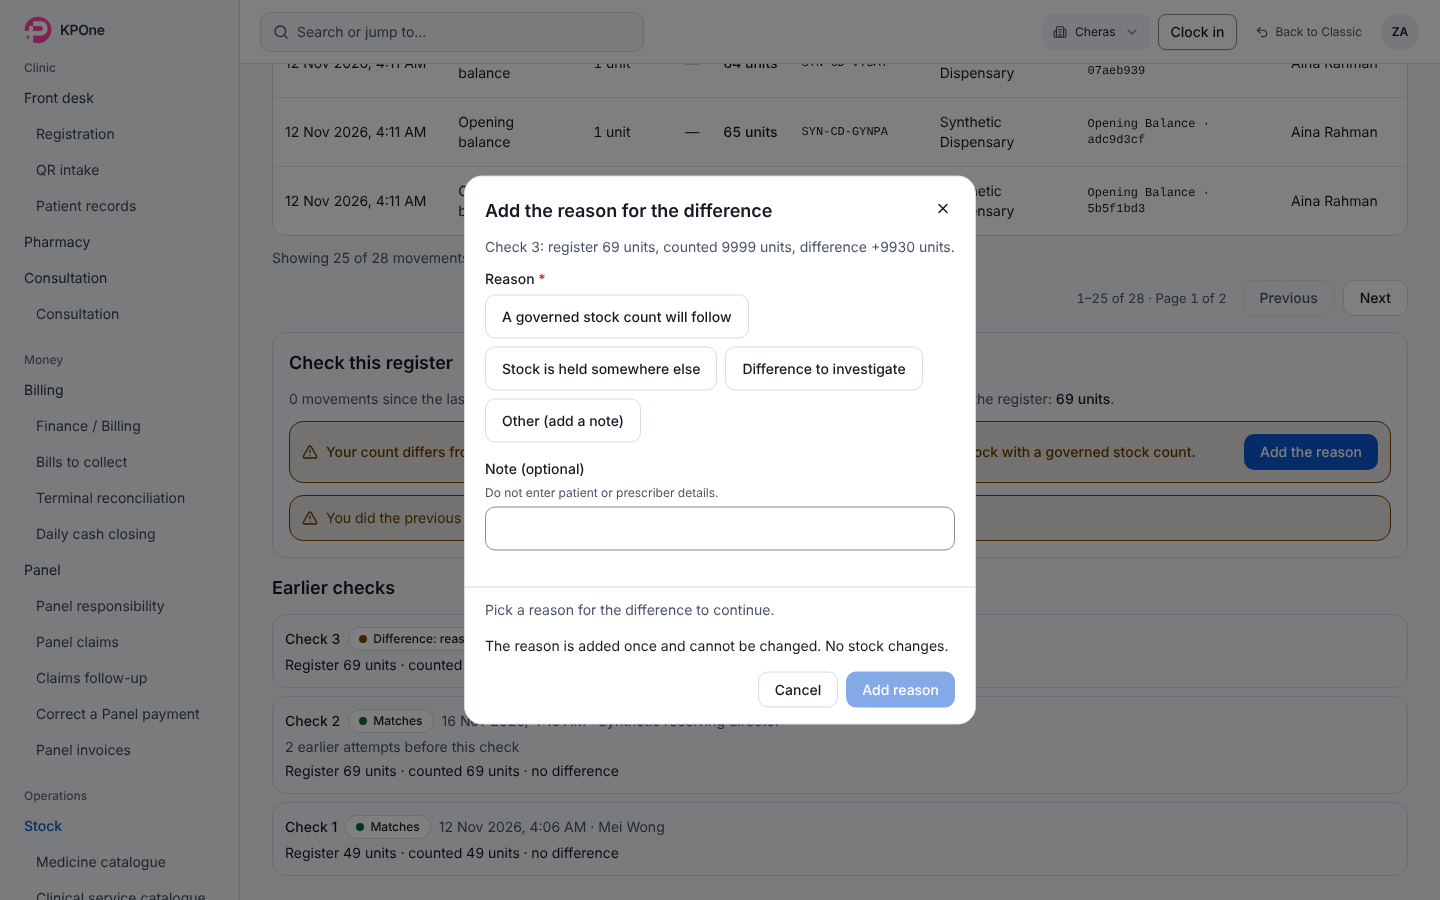 KPOne
Search or jump to...
Cheras
Clock in
Back to Classic
ZA
Clinic
Front desk
Registration
QR intake
Patient records
Pharmacy
Consultation
Consultation
Money
Billing
Finance / Billing
Bills to collect
Terminal reconciliation
Daily cash closing
Panel
Panel responsibility
Panel claims
Claims follow-up
Correct a Panel payment
Panel invoices
Operations
Stock
Medicine catalogue
Clinical service catalogue
balance
Dispensary
07aeb939
Aina Rahman
12 Nov 2026, 4:11 AM
Opening
balance
1 unit
—
65 units
SYN-CD-GYNPA
Synthetic
Dispensary
Opening Balance ·
adc9d3cf
Aina Rahman
12 Nov 2026, 4:11 AM
Opening Balance ·
5b5f1bd3
Aina Rahman
Showing 25 of 28 movements
1–25 of 28 · Page 1 of 2
Previous
Next
Check this register
0 movements since the las
the register: 69 units.
Your count differs fro
ock with a governed stock count.
Add the reason
You did the previous
Earlier checks
Check 3
Difference: reas
Register 69 units · counted
Check 2
Matches
2 earlier attempts before this check
Register 69 units · counted 69 units · no difference
Check 1
Matches
12 Nov 2026, 4:06 AM · Mei Wong
Register 49 units · counted 49 units · no difference
Add the reason for the difference
Check 3: register 69 units, counted 9999 units, difference +9930 units.
Reason *
A governed stock count will follow
Stock is held somewhere else
Difference to investigate
Other (add a note)
Note (optional)
Do not enter patient or prescriber details.
Pick a reason for the difference to continue.
The reason is added once and cannot be changed. No stock changes.
Cancel
Add reason